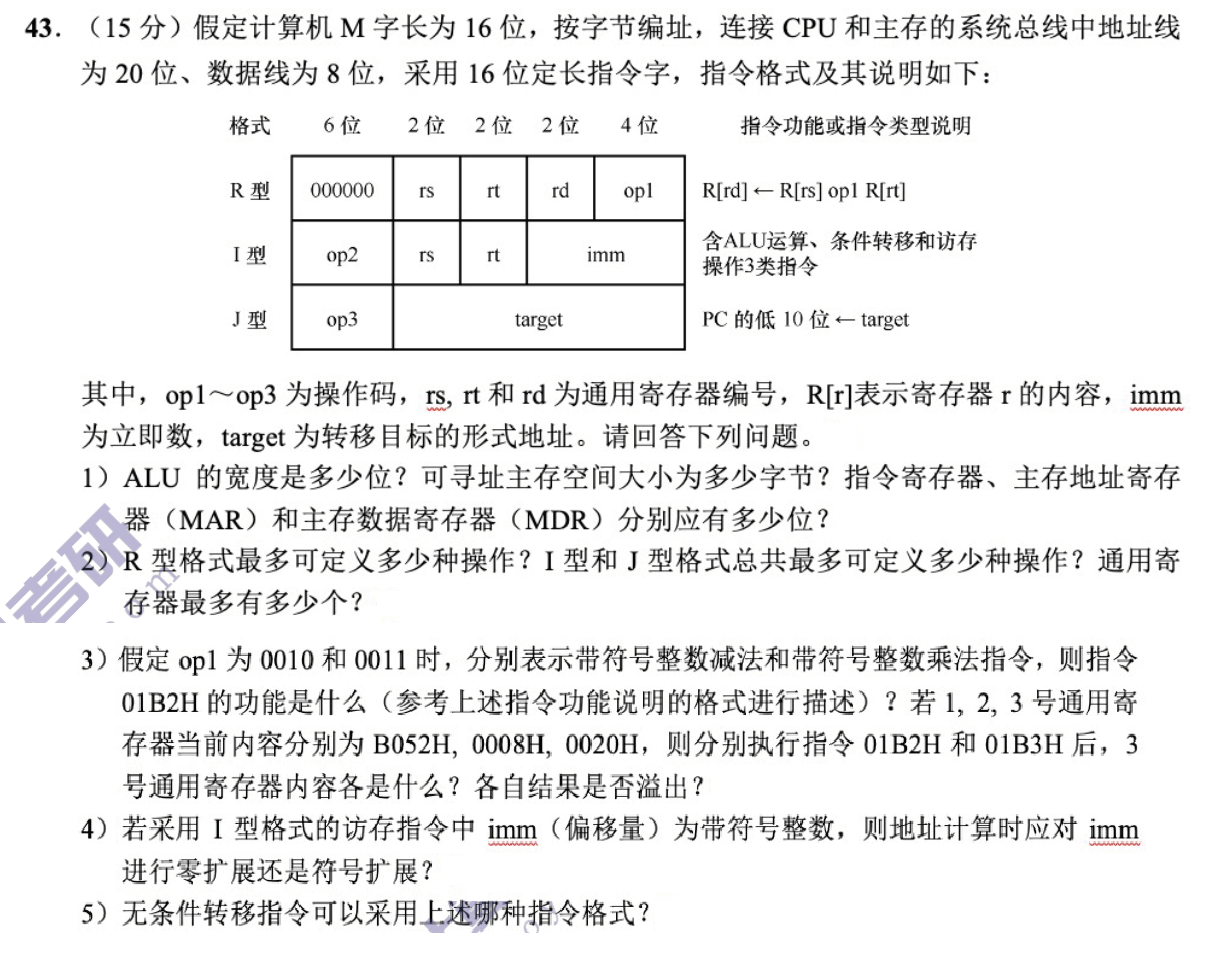 43. （15 分）假定计算机 M 字长为 16 位，按字节编址，连接 CPU 和主存的系统总线中地址线
为 20 位、数据线为 8 位，采用 16 位定长指令字，指令格式及其说明如下：
格式 6 位 2 位 2 位 2 位 4 位 指令功能或指令类型说明
R 型 000000 rs rt rd op1 R[rd] ← R[rs] op1 R[rt]
I 型 op2 rs rt imm 含ALU运算、条件转移和访存
操作3类指令
J 型 op3 target PC 的低 10 位 ← target
其中，op1～op3 为操作码，rs, rt 和 rd 为通用寄存器编号，R[r]表示寄存器 r 的内容，imm
为立即数，target 为转移目标的形式地址。请回答下列问题。
1）ALU 的宽度是多少位？可寻址主存空间大小为多少字节？指令寄存器、主存地址寄存
器（MAR）和主存数据寄存器（MDR）分别应有多少位？
2）R 型格式最多可定义多少种操作？I 型和 J 型格式总共最多可定义多少种操作？通用寄
存器最多有多少个？
考研
3）假定 op1 为 0010 和 0011 时，分别表示带符号整数减法和带符号整数乘法指令，则指令
01B2H 的功能是什么（参考上述指令功能说明的格式进行描述）？若 1, 2, 3 号通用寄
存器当前内容分别为 B052H, 0008H, 0020H，则分别执行指令 01B2H 和 01B3H 后，3
号通用寄存器内容各是什么？各自结果是否溢出？
4）若采用 I 型格式的访存指令中 imm（偏移量）为带符号整数，则地址计算时应对 imm
进行零扩展还是符号扩展？
5）无条件转移指令可以采用上述哪种指令格式？